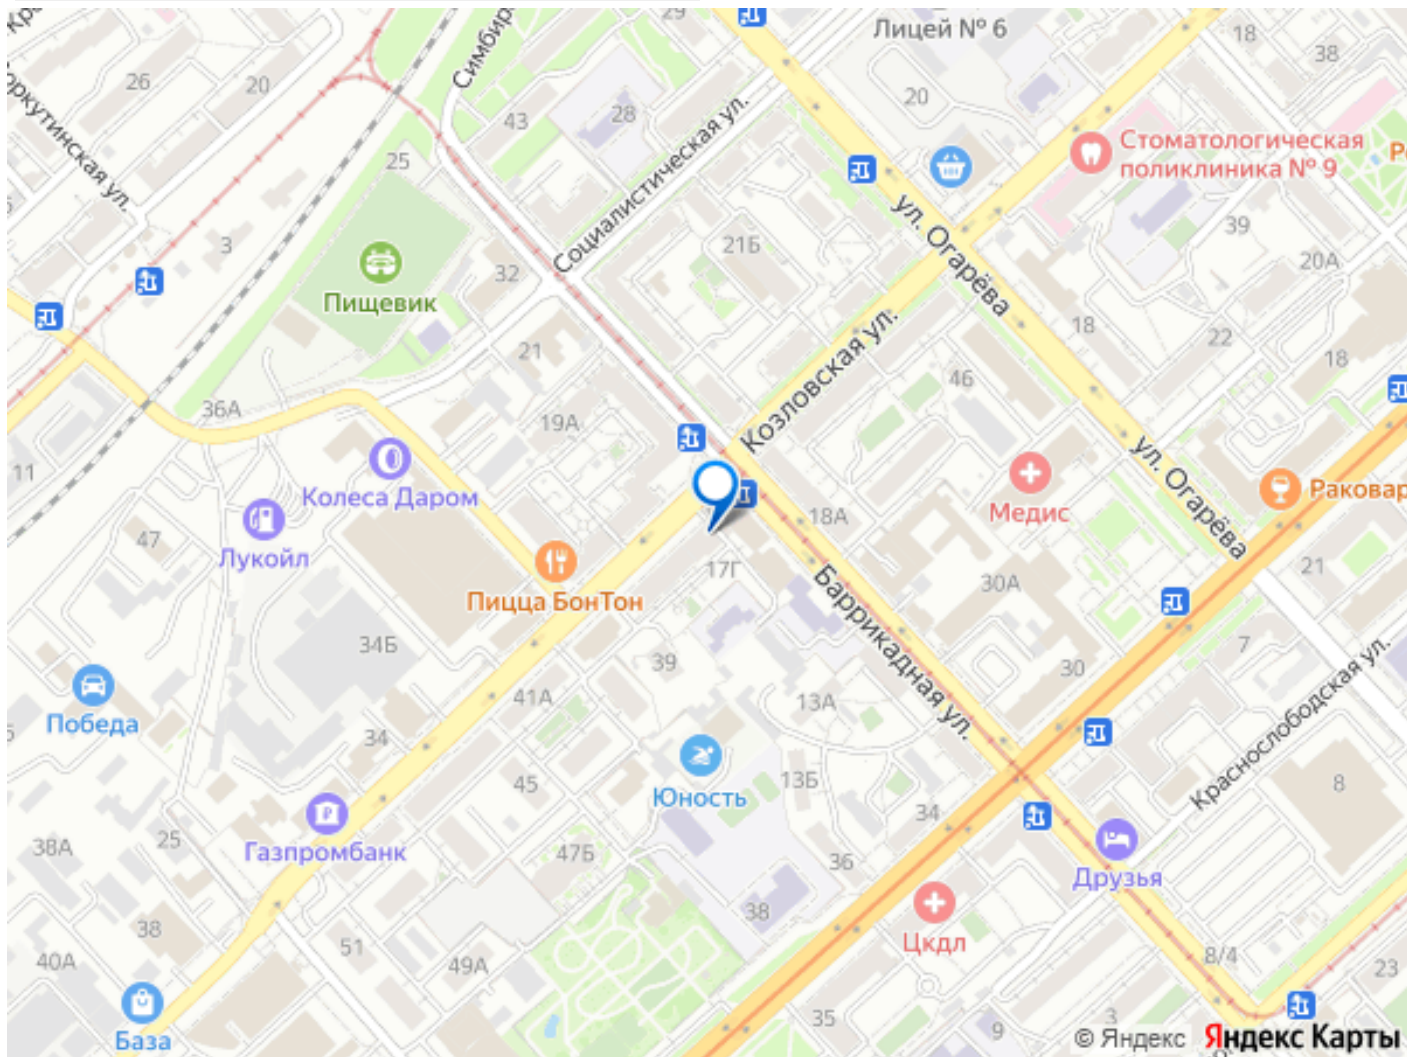 29
Лицей № 6
18
38
26
20
Симбир
20
28
43
Социалистическая ул.
Стоматологическая
поликлиника № 9
оркутинская ул.
25
ул. Огарёва
39
3
21Б
20А
32
Пищевик
18
22
18
21
Козловская ул.
46
36А
19А
11
Колеса Даром
ул. Огарёва
Медис
Раковар
18А
47
Лукойл
17Г
30А
21
Пицца БонТон
Баррикадная ул.
34Б
39
30
7
Краснослободская ул.
41А
13А
Победа
34
45
13Б
8
Юность
34
38А
25
Газпромбанк
47Б
36
Друзья
38
38
Цкдл
51
40А
49А
8/4
23
База
35
9
3
© Яндекс
Яндекс Карты